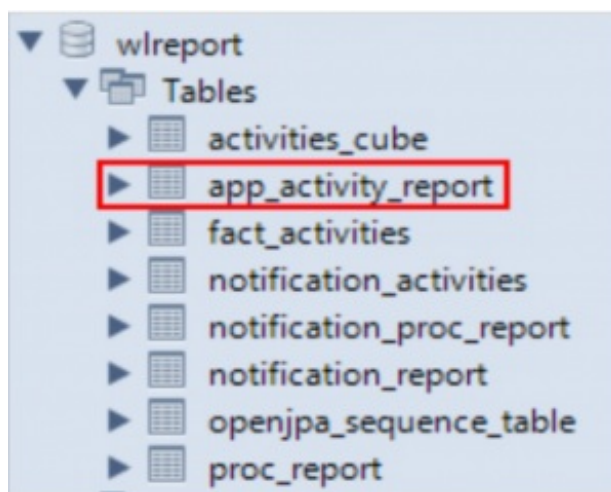 wlreport
Tables
activities_cube
app_activity_report
fact_activities
notification_activities
notification_proc_report
notification_report
openjpa_sequence_table
proc_report